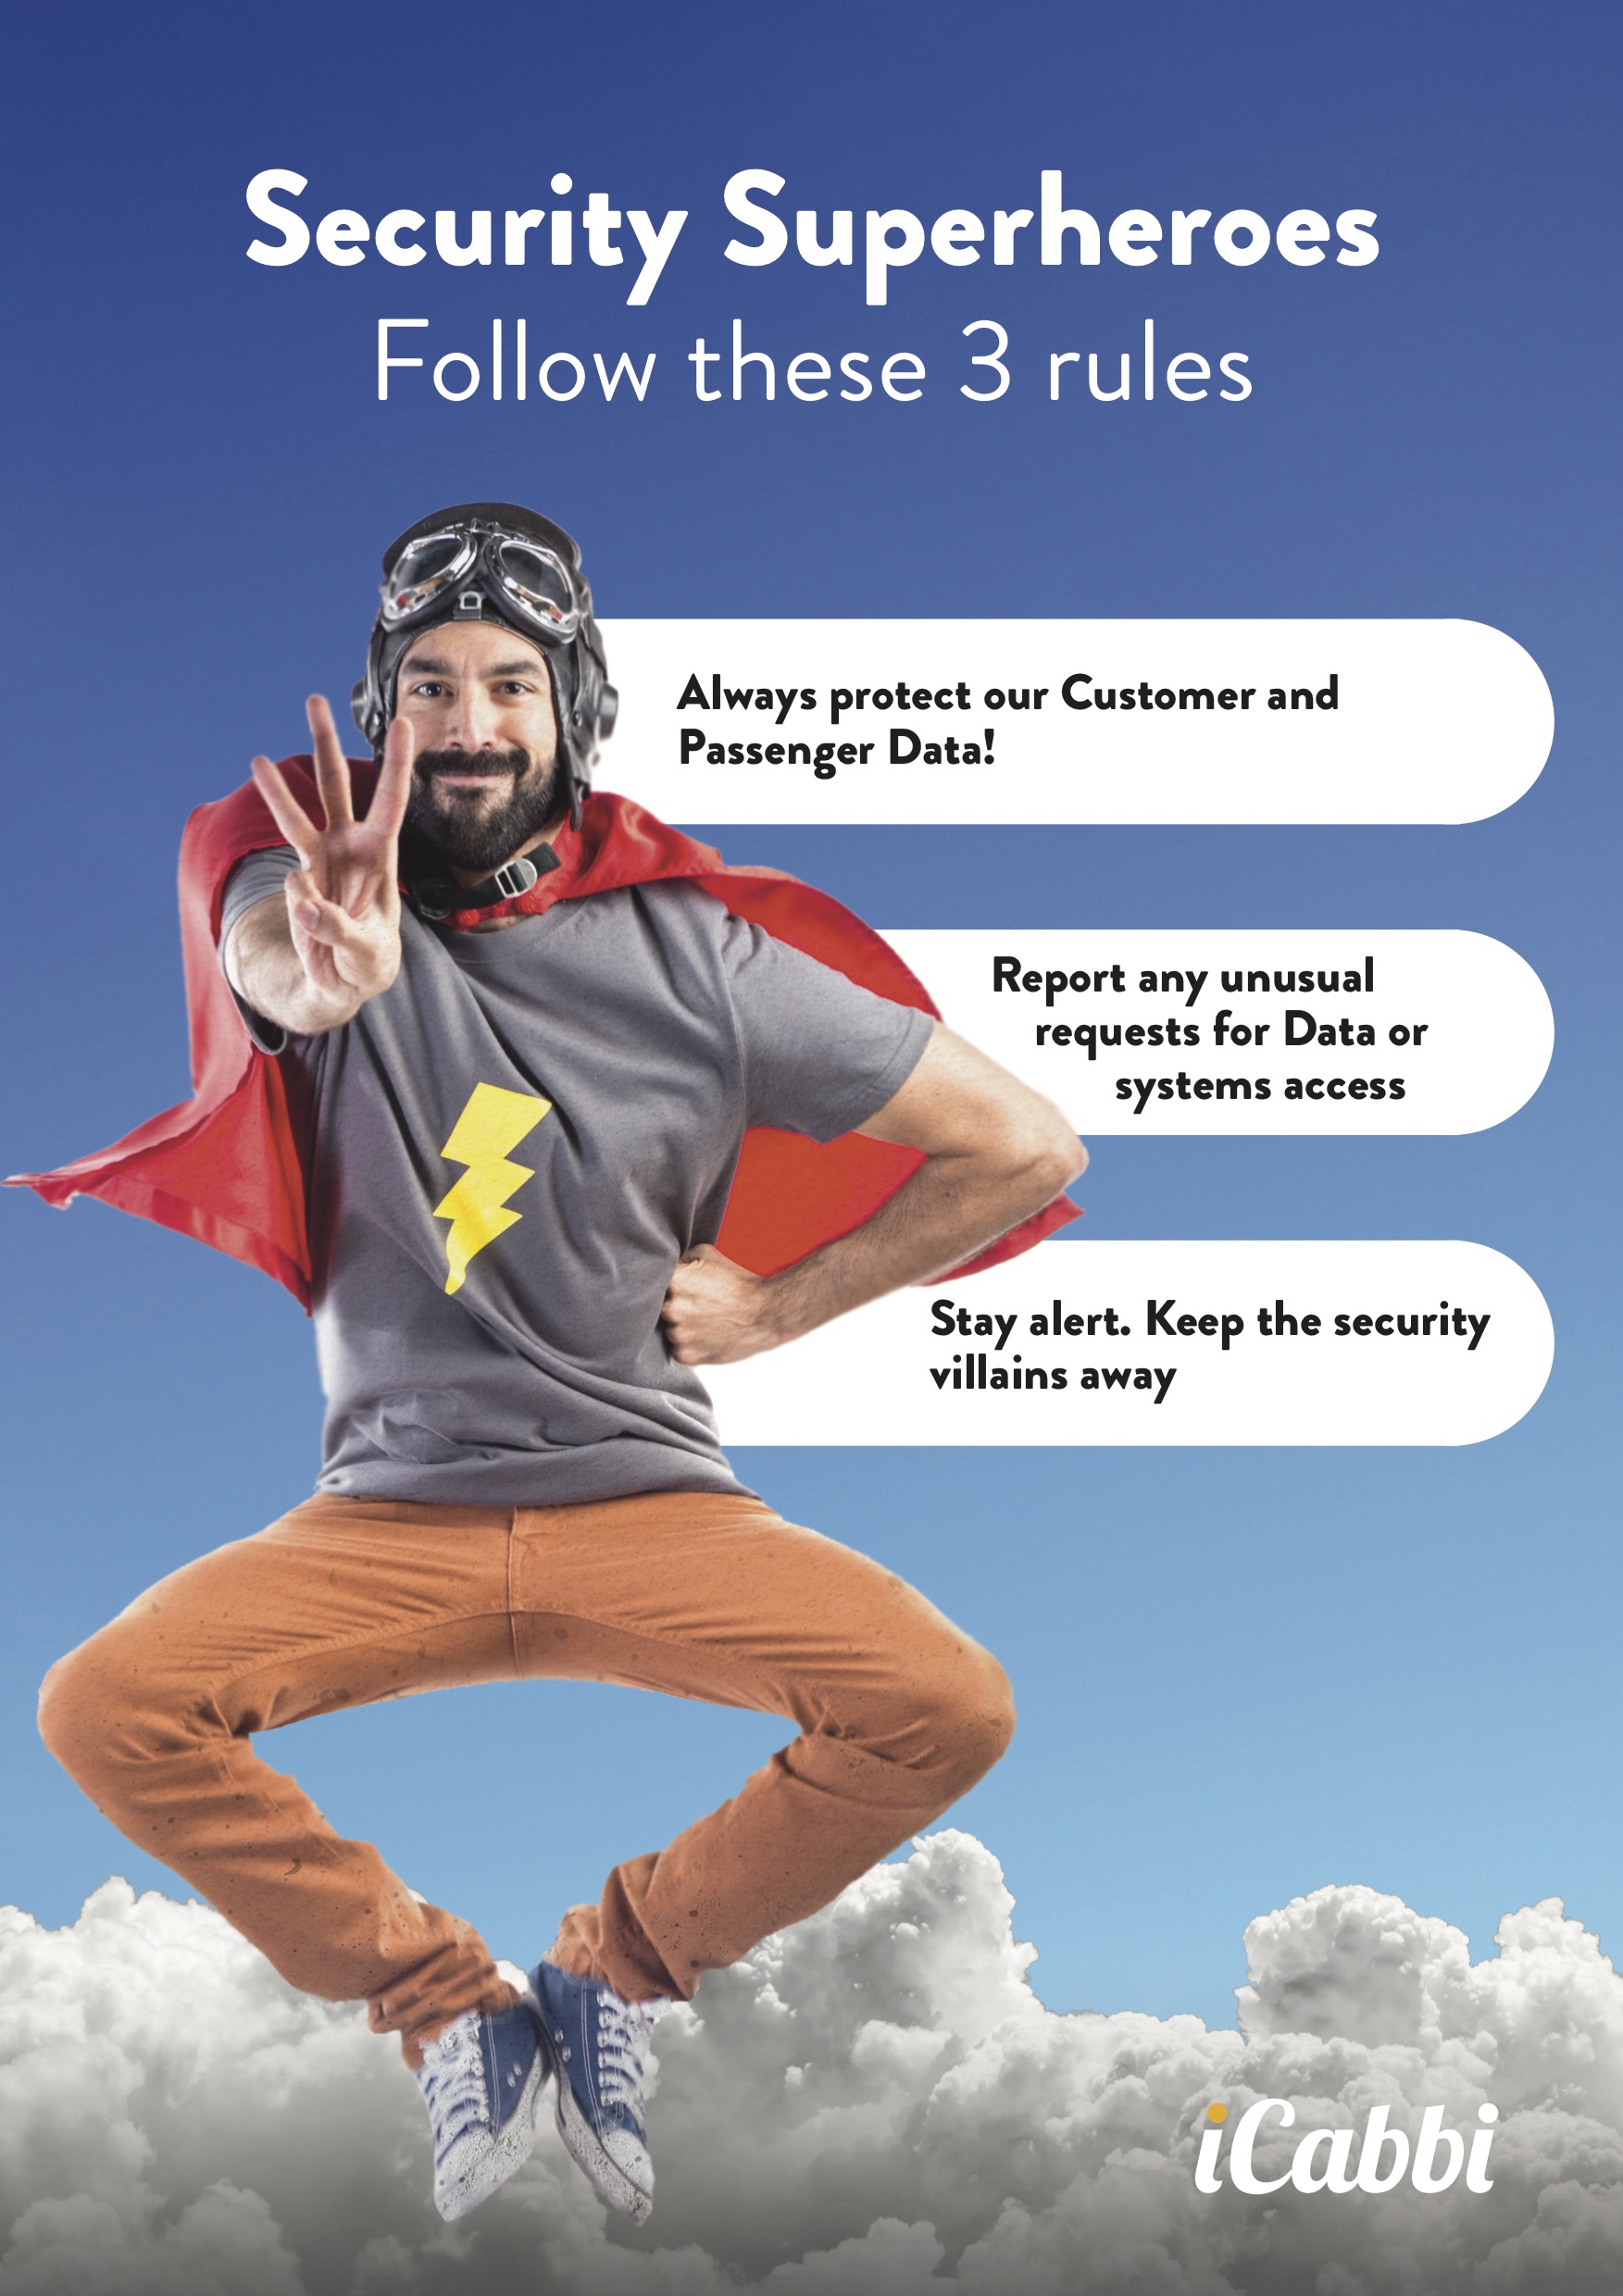 Security Superheroes
Follow these 3 rules
Always protect our Customer and
Passenger Data!
Report any unusual
requests for Data or
systems access
Stay alert. Keep the security
villains away
iCabbi